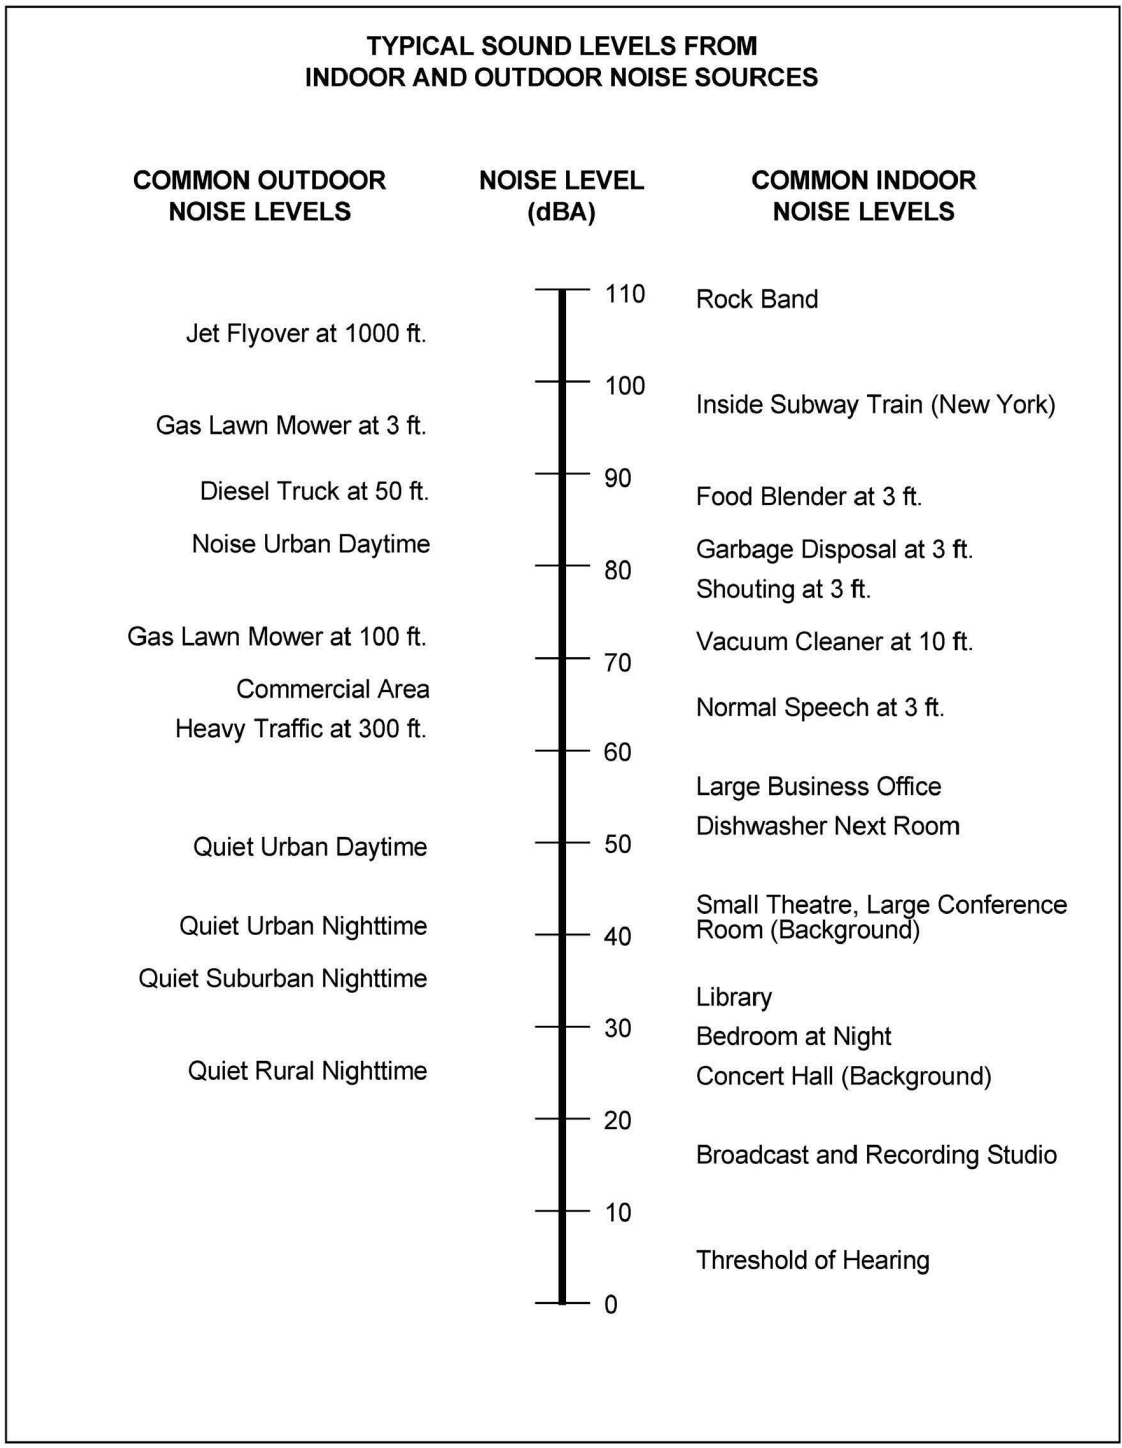 TYPICAL SOUND LEVELS FROM
INDOOR AND OUTDOOR NOISE SOURCES
COMMON OUTDOOR
NOISE LEVELS
NOISE LEVEL
(dBA)
COMMON INDOOR
NOISE LEVELS
110
Rock Band
Jet Flyover at 1000 ft.
100
Inside Subway Train (New York)
Gas Lawn Mower at 3 ft.
90
Diesel Truck at 50 ft.
Food Blender at 3 ft.
Noise Urban Daytime
Garbage Disposal at 3 ft.
80
Shouting at 3 ft.
Gas Lawn Mower at 100 ft.
Vacuum Cleaner at 10 ft.
70
Commercial Area
Normal Speech at 3 ft.
Heavy Traffic at 300 ft.
60
Large Business Office
Dishwasher Next Room
50
Quiet Urban Daytime
Small Theatre, Large Conference
Room (Background)
Quiet Urban Nighttime
40
Quiet Suburban Nighttime
Library
30
Bedroom at Night
Quiet Rural Nighttime
Concert Hall (Background)
20
Broadcast and Recording Studio
10
Threshold of Hearing
0